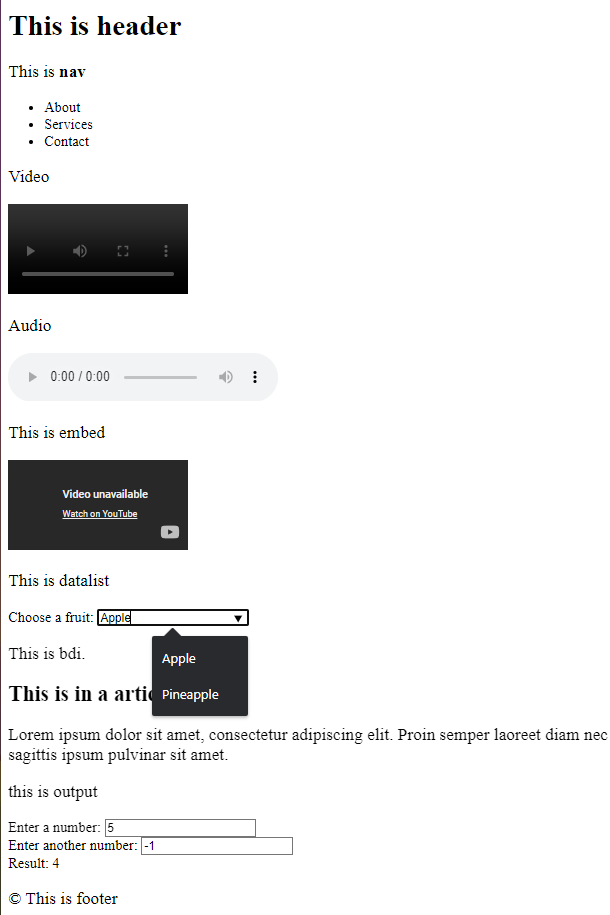 This is header
This is nav
About
Services
Contact
Video
Audio
0:00 / 0:00
This is embed
Video unavailable
Watch on YouTube
This is datalist
Choose a fruit: Apple
Apple
Pineapple
This is bdi.
This is in a artic
Lorem ipsum dolor sit amet, consectetur adipiscing elit. Proin semper laoreet diam nec
sagittis ipsum pulvinar sit amet.
this is output
Enter a number: 5
Enter another number: -1
Result: 4
© This is footer